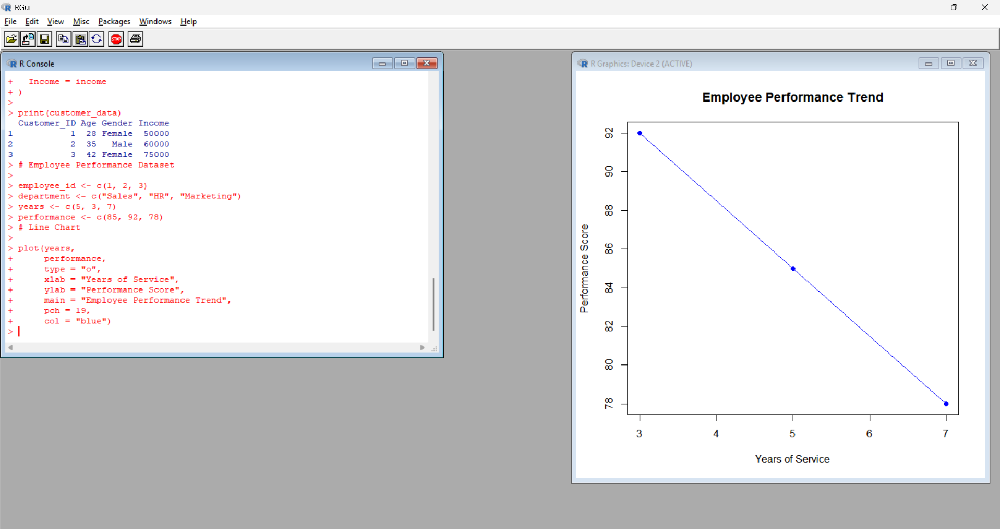 RGui
File Edit View Misc Packages Windows Help
STOP
R Console
+   Income = income
+ )
>
> print(customer_data)
  Customer_ID Age Gender Income
1           1  28 Female  50000
2           2  35   Male  60000
3           3  42 Female  75000
> # Employee Performance Dataset
>
> employee_id <- c(1, 2, 3)
> department <- c("Sales", "HR", "Marketing")
> years <- c(5, 3, 7)
> performance <- c(85, 92, 78)
> # Line Chart
>
> plot(years,
+      performance,
+      type = "o",
+      xlab = "Years of Service",
+      ylab = "Performance Score",
+      main = "Employee Performance Trend",
+      pch = 19,
+      col = "blue")
>
R Graphics: Device 2 (ACTIVE)
Employee Performance Trend
Performance Score
92
90
88
86
84
82
80
78
3 4 5 6 7
Years of Service